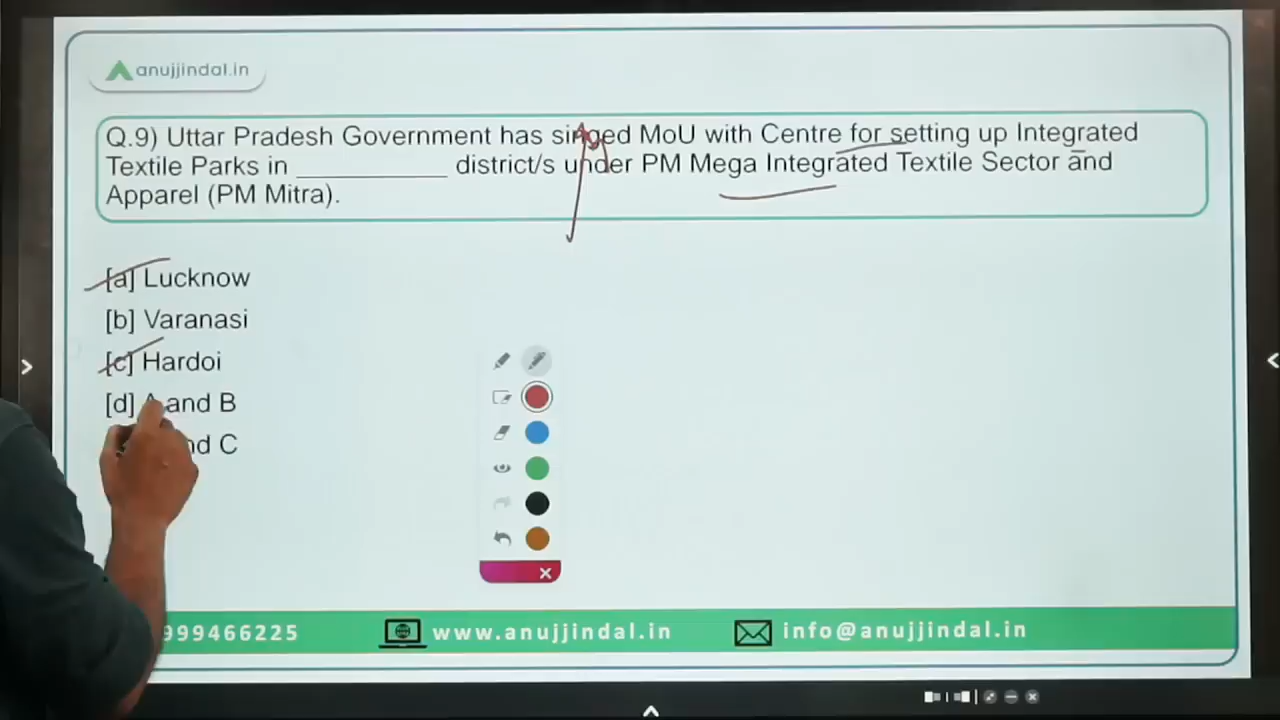 anujjindal.in
Q.9) Uttar Pradesh Government has singed MoU with Centre for setting up Integrated
Textile Parks in __________ district/s under PM Mega Integrated Textile Sector and
Apparel (PM Mitra).
[a] Lucknow
[b] Varanasi
[c] Hardoi
[d] A and B
nd C
999466225
www.anujjindal.in
info@anujjindal.in